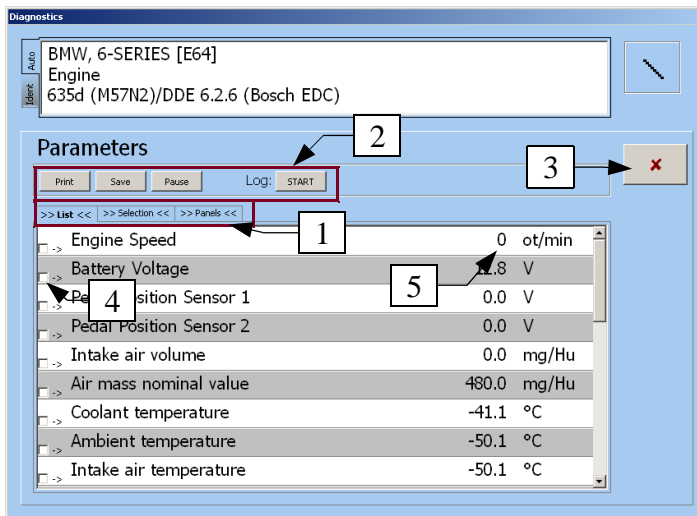 Diagnostics
Auto
Ident
BMW, 6-SERIES [E64]
Engine
635d (M57N2)/DDE 6.2.6 (Bosch EDC)
Parameters
2
3
Print Save Pause Log: START
>> List << >> Selection << >> Panels <<
1
-> Engine Speed 0 ot/min
-> Battery Voltage .8 V
4
5
Position Sensor 1 0.0 V
-> Pedal Position Sensor 2 0.0 V
-> Intake air volume 0.0 mg/Hu
-> Air mass nominal value 480.0 mg/Hu
-> Coolant temperature -41.1 °C
-> Ambient temperature -50.1 °C
-> Intake air temperature -50.1 °C